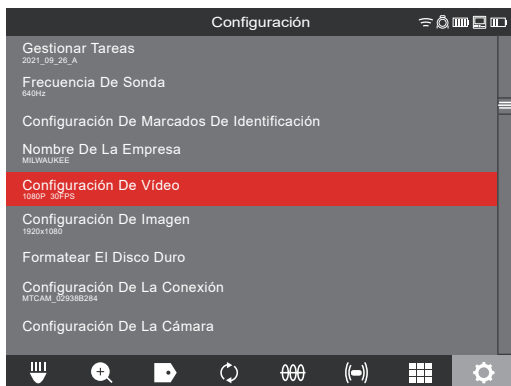 Configuración
Gestionar Tareas
2021_09_26_A
Frecuencia De Sonda
640Hz
Configuración De Marcados De Identificación
Nombre De La Empresa
MILWAUKEE
Configuración De Vídeo
1080P 30FPS
Configuración De Imagen
1920x1080
Formatear El Disco Duro
Configuración De La Conexión
MTCAM_02938B284
Configuración De La Cámara